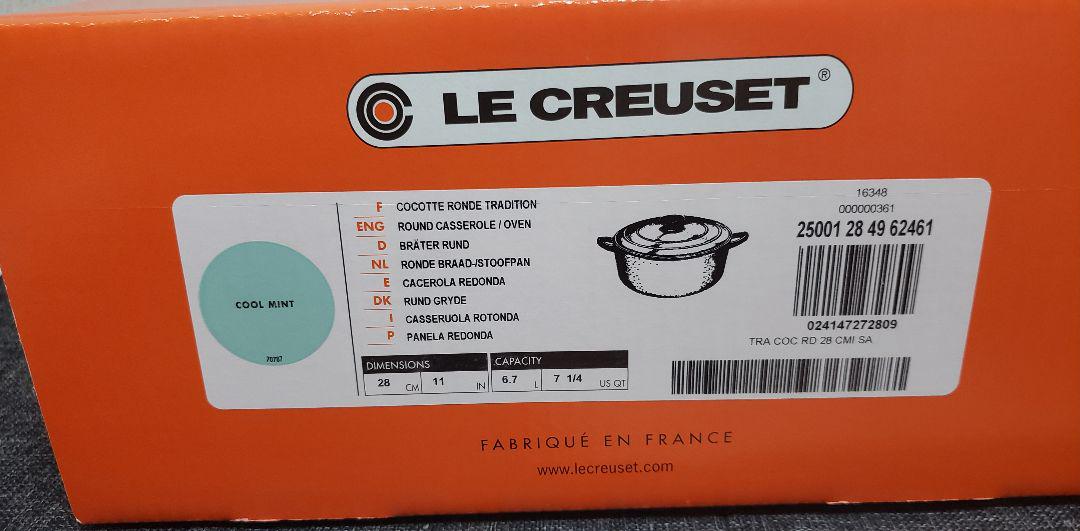 LE CREUSET®
COOL MINT
70787
F COCOTTE RONDE TRADITION
ENG ROUND CASSEROLE / OVEN
D BRÄTER RUND
NL RONDE BRAAD-/STOOFPAN
E CACEROLA REDONDA
DK RUND GRYDE
I CASSERUOLA ROTONDA
P PANELA REDONDA
DIMENSIONS
28 CM 11 IN
CAPACITY
6.7 L 7 1/4 US QT
16348
000000361
25001 28 49 62461
024147272809
TRA COC RD 28 CMI SA
FABRIQUÉ EN FRANCE
www.lecreuset.com